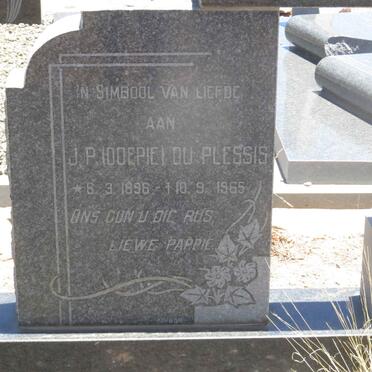 IN SIMBOOL VAN LIEFDE
AAN
J.P. (OOEPIE) DU PLESSIS
* 6.3.1896 - † 10.9.1965
ONS GUN U DIE RUS,
LIEWE PAPPIE.